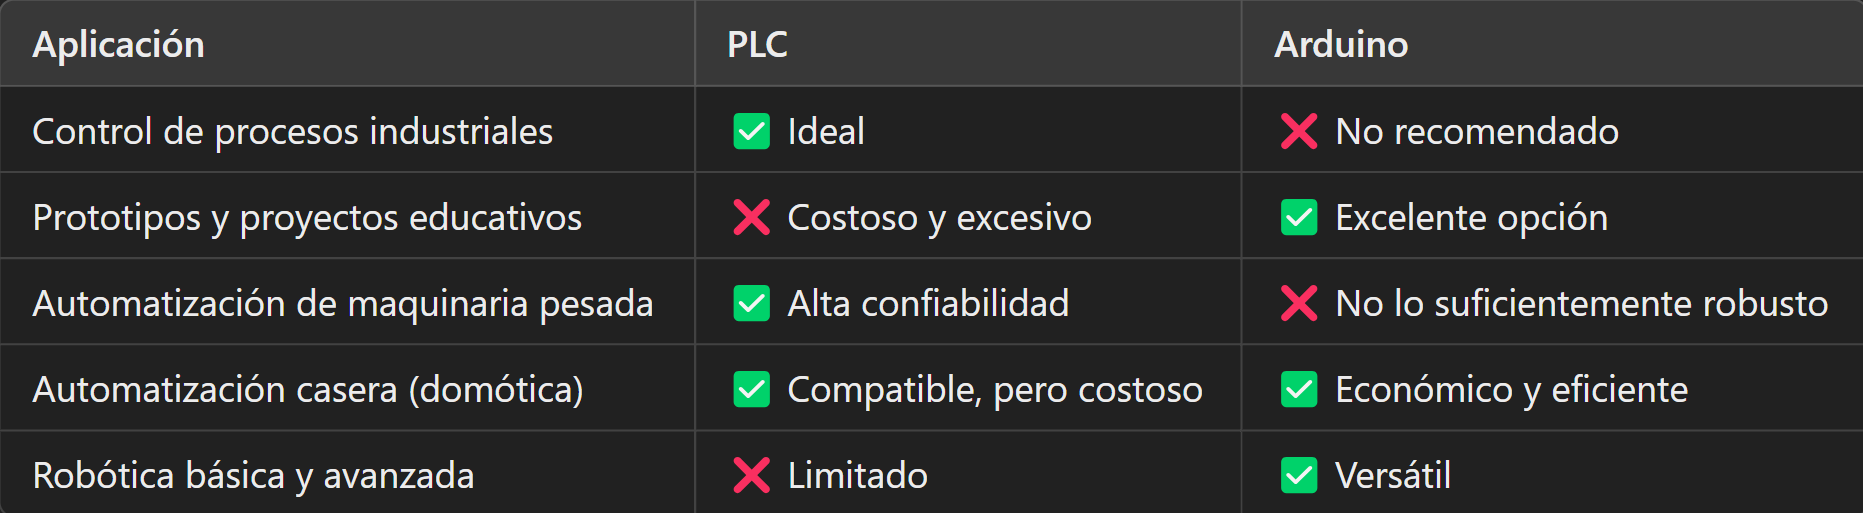 Aplicación PLC Arduino
Control de procesos industriales ✅ Ideal ❌ No recomendado
Prototipos y proyectos educativos ❌ Costoso y excesivo ✅ Excelente opción
Automatización de maquinaria pesada ✅ Alta confiabilidad ❌ No lo suficientemente robusto
Automatización casera (domótica) ✅ Compatible, pero costoso ✅ Económico y eficiente
Robótica básica y avanzada ❌ Limitado ✅ Versátil